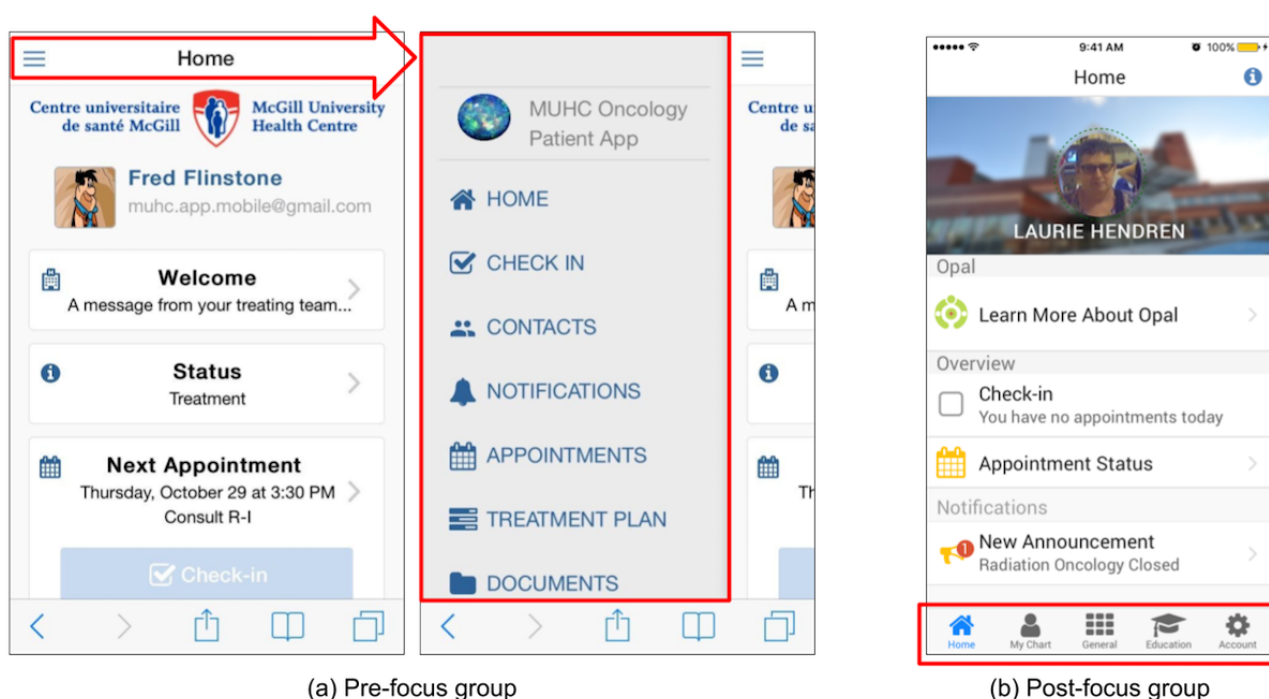 Home
Centre universitaire
de santé McGill
McGill University
Health Centre
Fred Flinstone
muhc.app.mobile@gmail.com
Welcome
A message from your treating team...
Status
Treatment
Next Appointment
Thursday, October 29 at 3:30 PM
Consult R-I
Check-in
MUHC Oncology
Patient App
HOME
CHECK IN
CONTACTS
NOTIFICATIONS
APPOINTMENTS
TREATMENT PLAN
DOCUMENTS
Centre u
de sa
A m
Th
(a) Pre-focus group
9:41 AM
100%
Home
LAURIE HENDREN
Opal
Learn More About Opal
Overview
Check-in
You have no appointments today
Appointment Status
Notifications
1
New Announcement
Radiation Oncology Closed
Home My Chart General Education Account
(b) Post-focus group